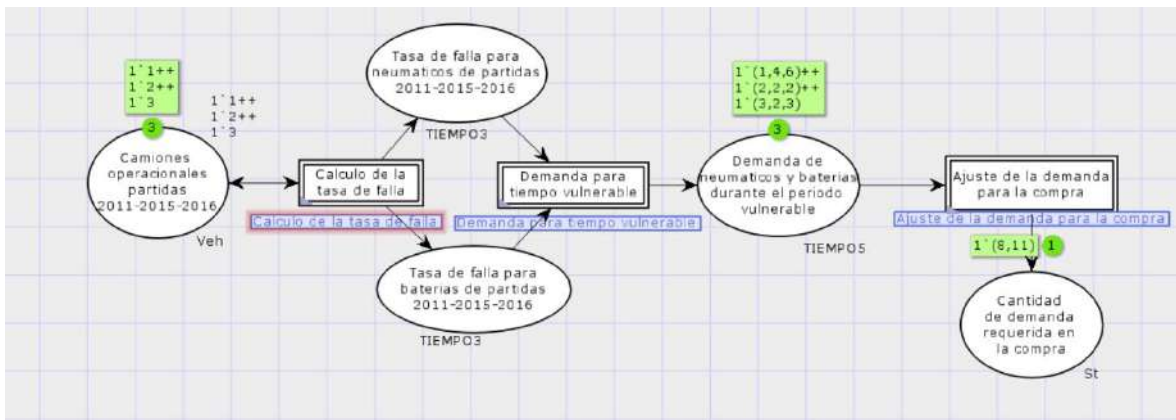 Tasa de falla para
neumaticos de partidas
2011-2015-2016
TIEMPO3
1`1++
1`2++
1`3
3
1`1++
1`2++
1`3
Camiones
operacionales
partidas
2011-2015-2016
Veh
Calculo de la
tasa de falla
Calculo de la tasa de falla
Tasa de falla para
baterias de partidas
2011-2015-2016
TIEMPO3
Demanda para
tiempo vulnerable
Demanda para tiempo vulnerable
1`(1,4,6)++
1`(2,2,2)++
1`(3,2,3)
3
Demanda de
neumaticos y baterias
durante el periodo
vulnerable
TIEMPO5
Ajuste de la demanda
para la compra
Ajuste de la demanda para la compra
1`(8,11)
1
Cantidad
de demanda
requerida en
la compra
St